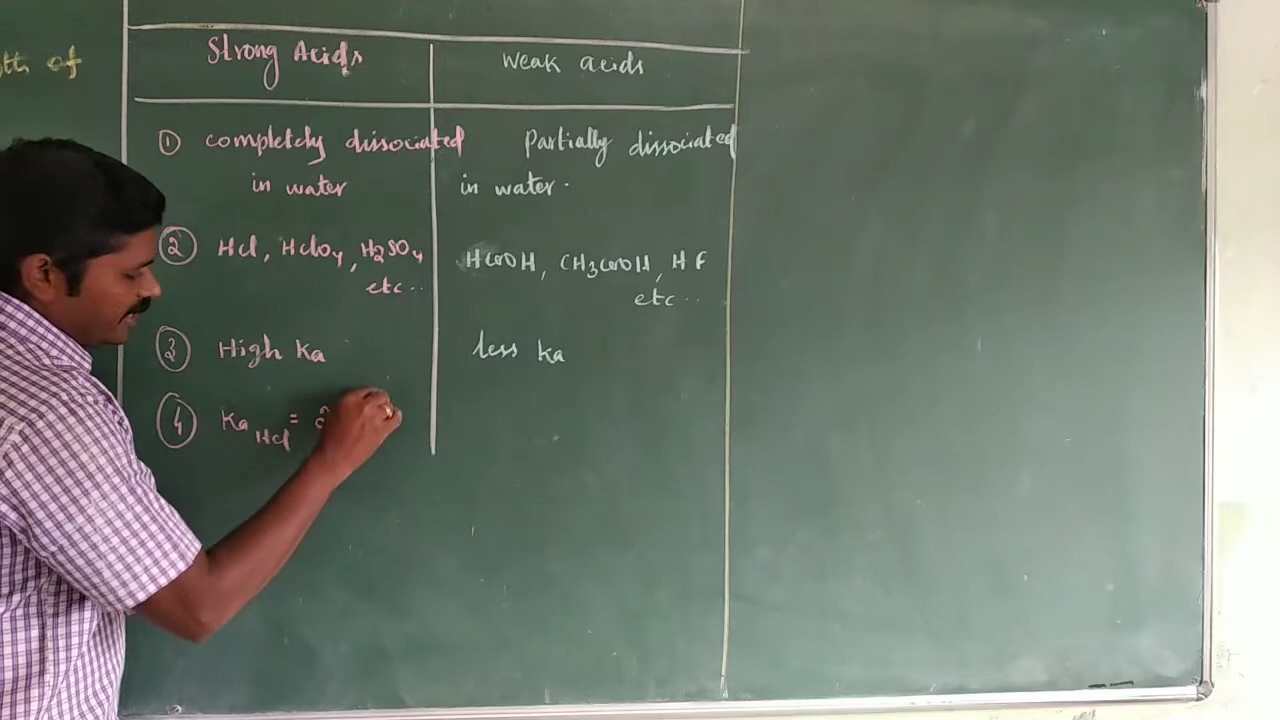 of
Strong Acids
Weak acids
① completely dissociated
in water
Partially dissociated
in water.
② Hcl, Hclo4, H2SO4
etc..
HCOOH, CH3COOH, HF
etc..
③ High Ka
less Ka
④ Ka Hcl =